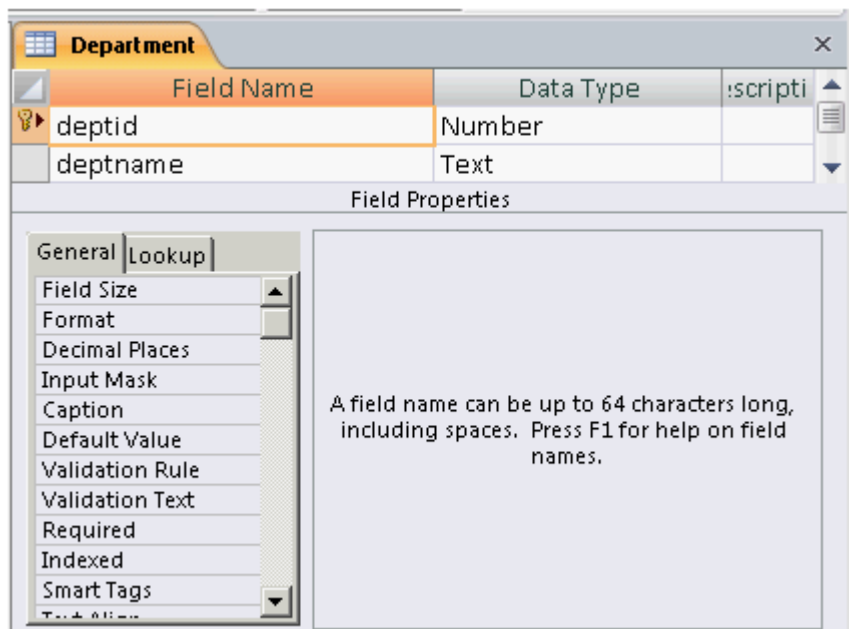 Department
Field Name Data Type scripti
deptid Number
deptname Text
Field Properties
General Lookup
Field Size
Format
Decimal Places
Input Mask
Caption
Default Value
Validation Rule
Validation Text
Required
Indexed
Smart Tags
A field name can be up to 64 characters long,
including spaces. Press F1 for help on field
names.